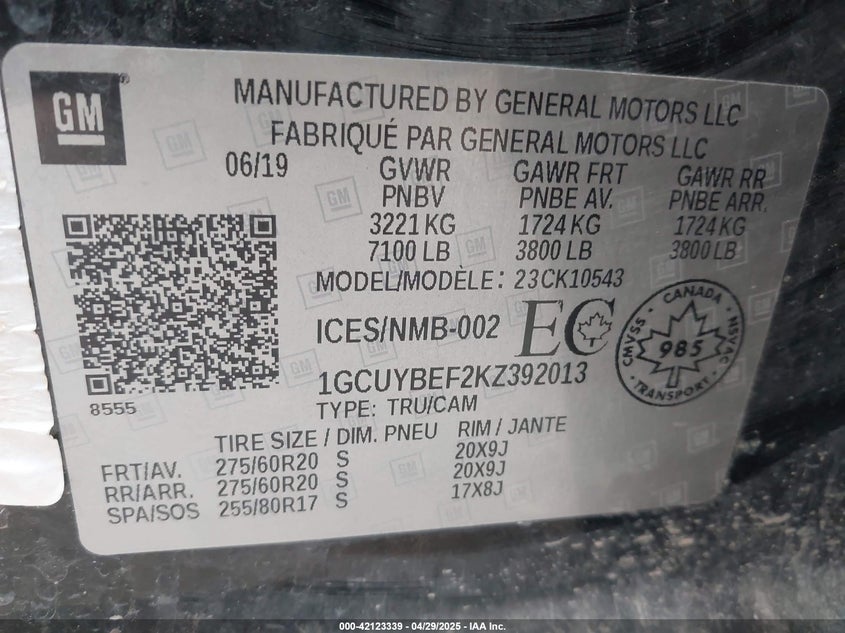 GM
MANUFACTURED BY GENERAL MOTORS LLC
FABRIQUÉ PAR GENERAL MOTORS LLC
06/19 GVWR GAWR FRT GAWR RR
PNBV PNBE AV. PNBE ARR.
3221 KG 1724 KG 1724 KG
7100 LB 3800 LB 3800 LB
MODEL/MODÈLE: 23CK10543
ICES/NMB-002 EC
CANADA
CMVSS 985 NSVAC
TRANSPORT
1GCUYBEF2KZ392013
8555
TYPE: TRU/CAM
TIRE SIZE / DIM. PNEU RIM / JANTE
FRT/AV. 275/60R20 S 20X9J
RR/ARR. 275/60R20 S 20X9J
SPA/SOS 255/80R17 S 17X8J
000-42123339 - 04/29/2025 - IAA Inc.